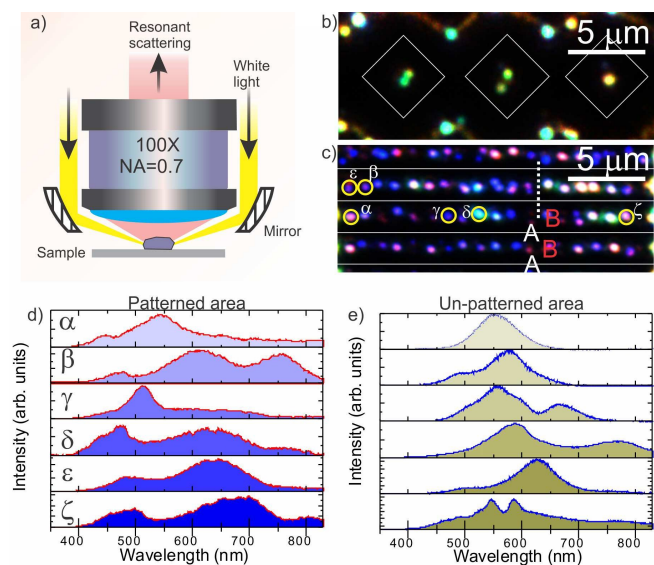 a)
Resonant
scattering
White
light
100X
NA=0.7
Mirror
Sample
b)
5 μm
c)
5 μm
ε
β
α
γ
δ
ζ
A
B
B
A
d)
Patterned area
α
β
γ
δ
ε
ζ
Intensity (arb. units)
400 500 600 700 800
Wavelength (nm)
e)
Un-patterned area
Intensity (arb. units)
400 500 600 700 800
Wavelength (nm)